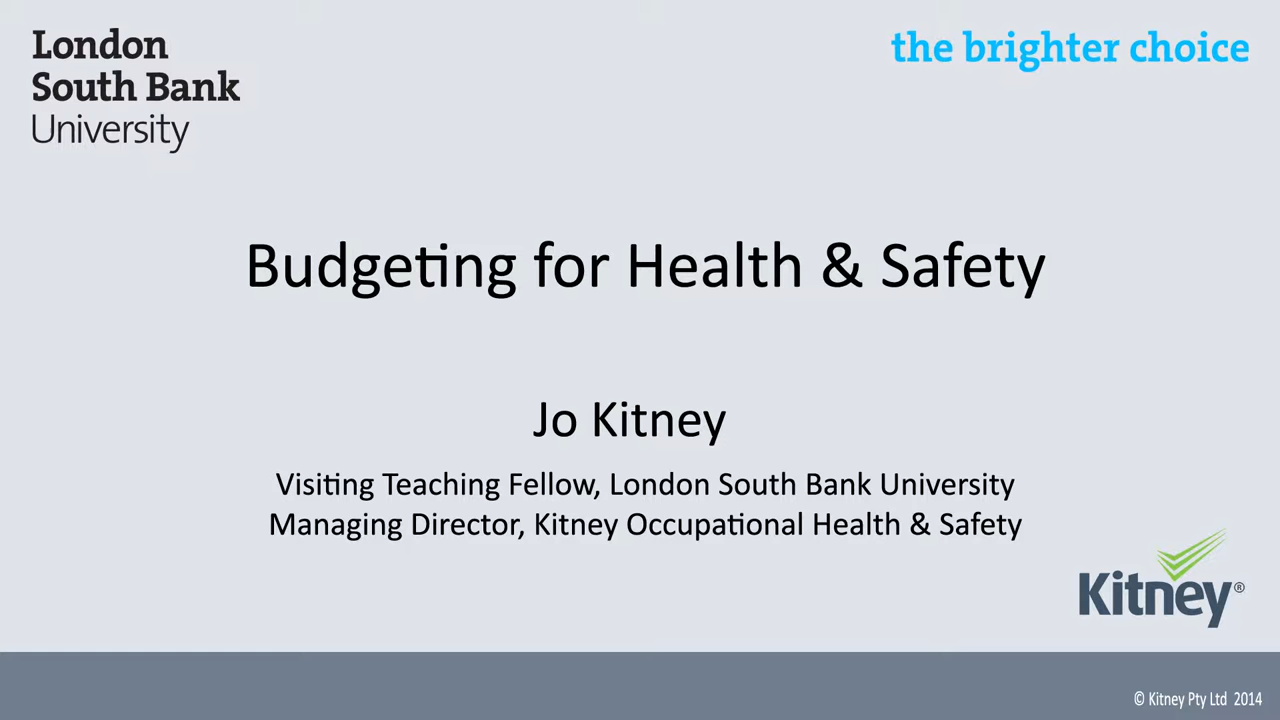 London
South Bank
University
the brighter choice
Budgeting for Health & Safety
Jo Kitney
Visiting Teaching Fellow, London South Bank University
Managing Director, Kitney Occupational Health & Safety
Kitney®
© Kitney Pty Ltd 2014